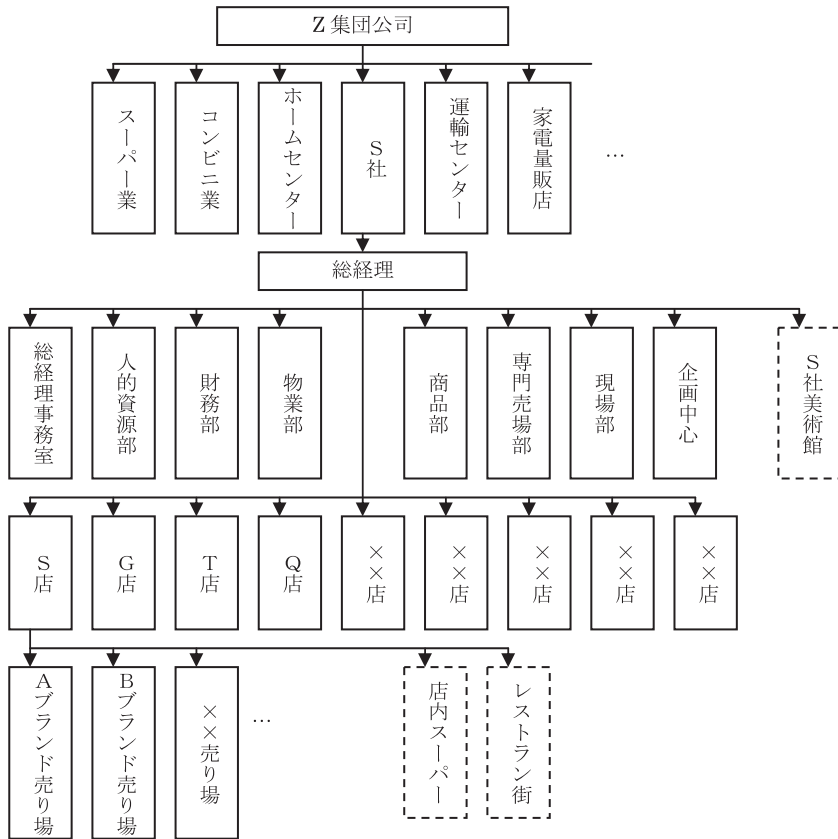 Z 集団公司
スーパー業
コンビニ業
ホームセンター
S社
運輸センター
家電量販店
…
総経理
総経理事務室
人的資源部
財務部
物業部
商品部
専門売場部
現場部
企画中心
S社美術館
S店
G店
T店
Q店
××店
××店
××店
××店
××店
Aブランド売り場
Bブランド売り場
××売り場
…
店内スーパー
レストラン街